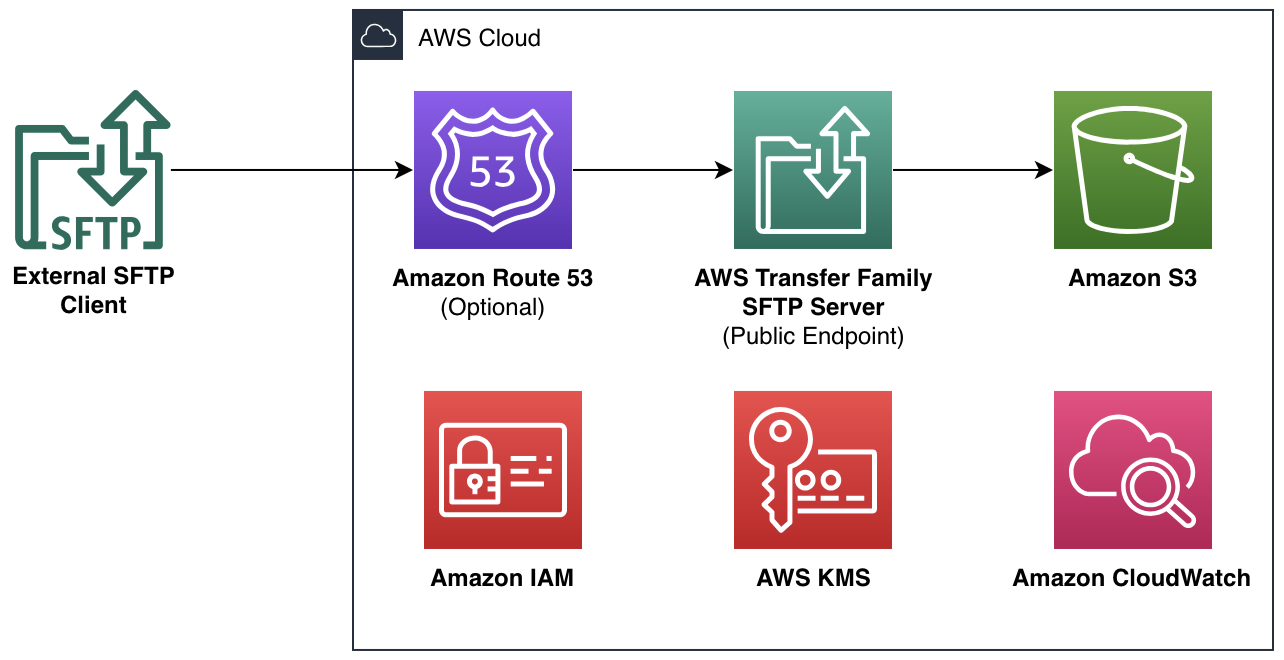 AWS Cloud
SFTP
External SFTP
Client
53
Amazon Route 53
(Optional)
AWS Transfer Family
SFTP Server
(Public Endpoint)
Amazon S3
Amazon IAM
AWS KMS
Amazon CloudWatch